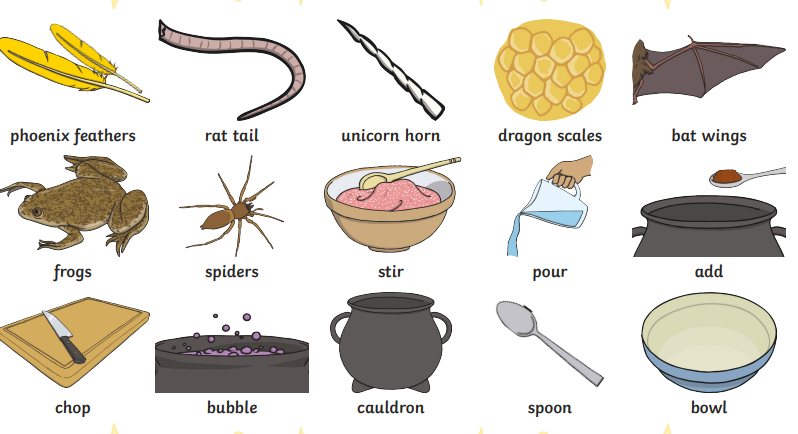 phoenix feathers
rat tail
unicorn horn
dragon scales
bat wings
frogs
spiders
stir
pour
add
chop
bubble
cauldron
spoon
bowl